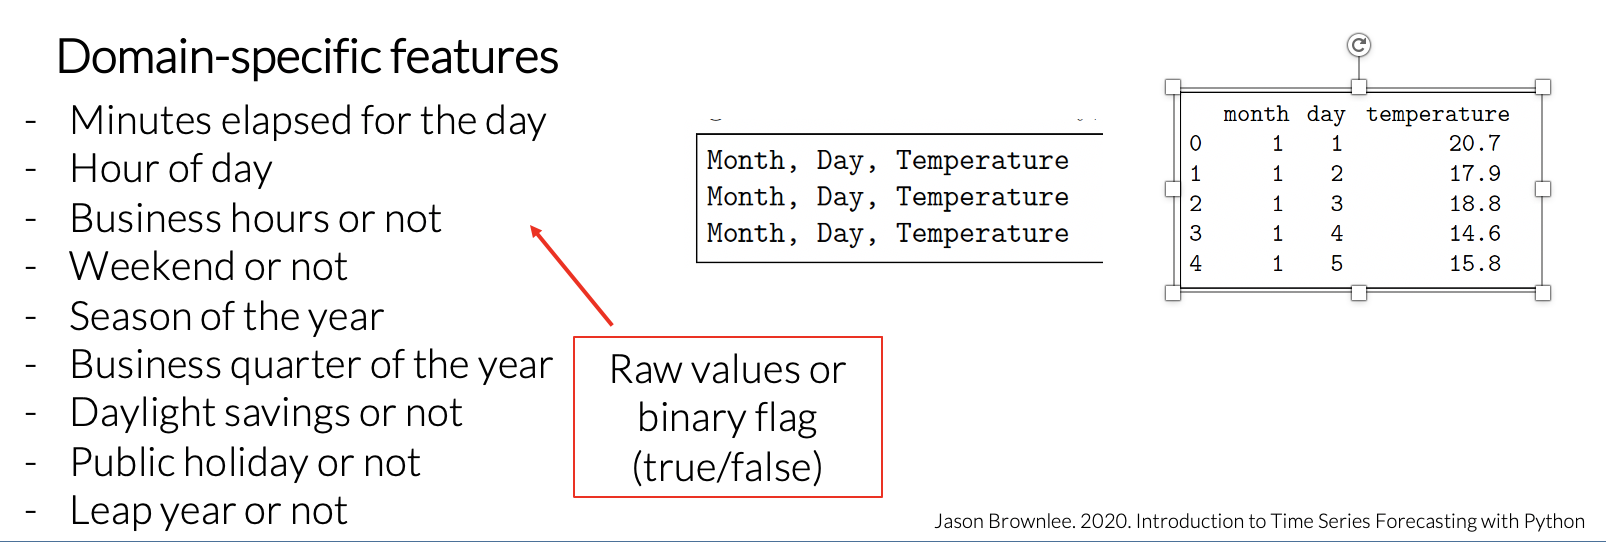 Domain-specific features
- Minutes elapsed for the day
- Hour of day
- Business hours or not
- Weekend or not
- Season of the year
- Business quarter of the year
- Daylight savings or not
- Public holiday or not
- Leap year or not
Raw values or
binary flag
(true/false)
Month, Day, Temperature
Month, Day, Temperature
Month, Day, Temperature
month day temperature
0 1 1 20.7
1 1 2 17.9
2 1 3 18.8
3 1 4 14.6
4 1 5 15.8
Jason Brownlee. 2020. Introduction to Time Series Forecasting with Python